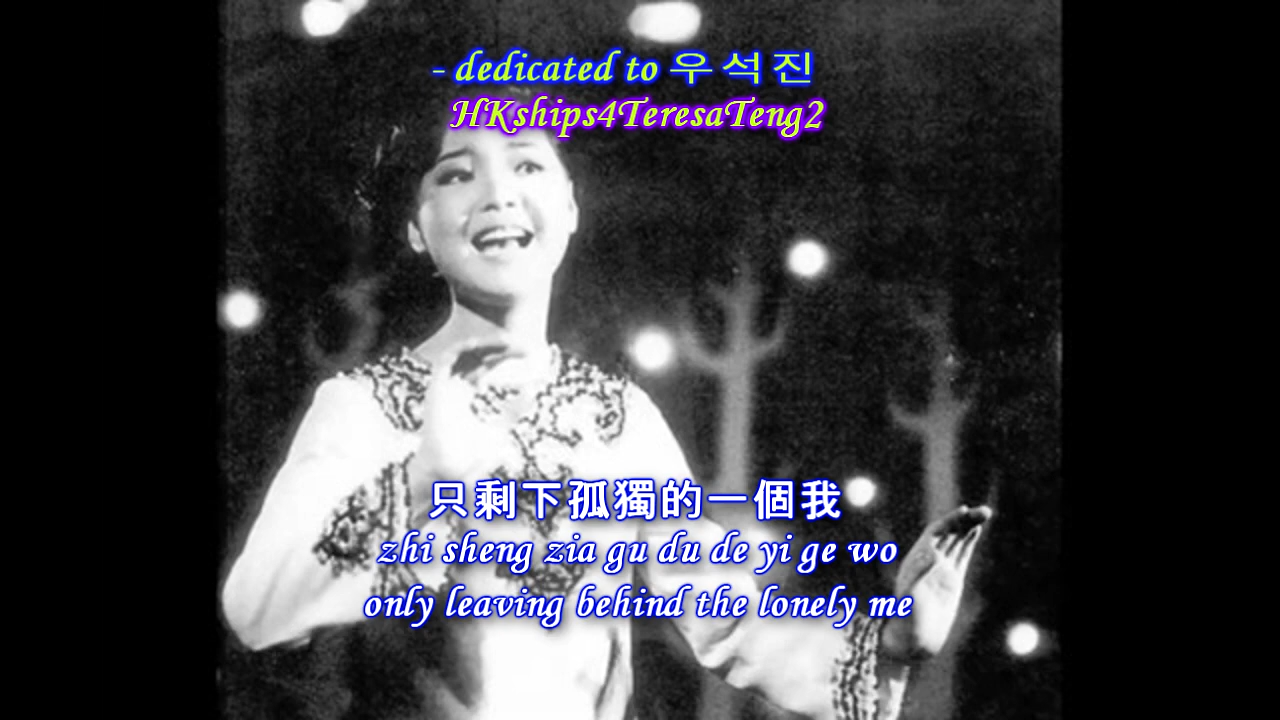 - dedicated to 우석진
HKships4TeresaTeng2
只剩下孤獨的一個我
zhi sheng zia gu du de yi ge wo
only leaving behind the lonely me